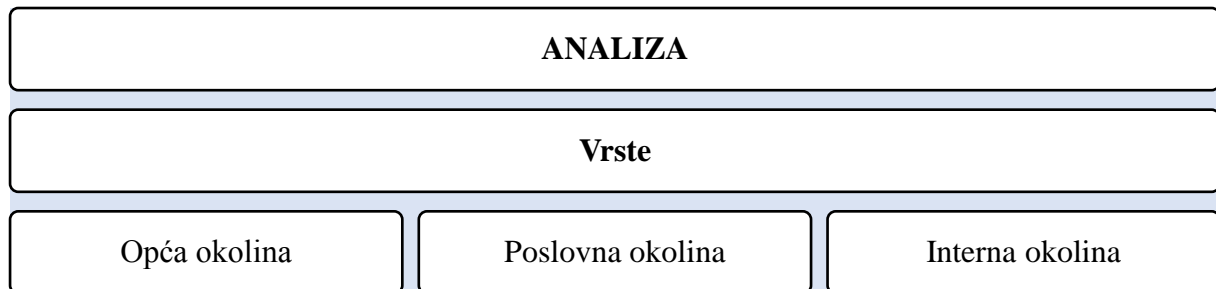 ANALIZA
Vrste
Opća okolina
Poslovna okolina
Interna okolina